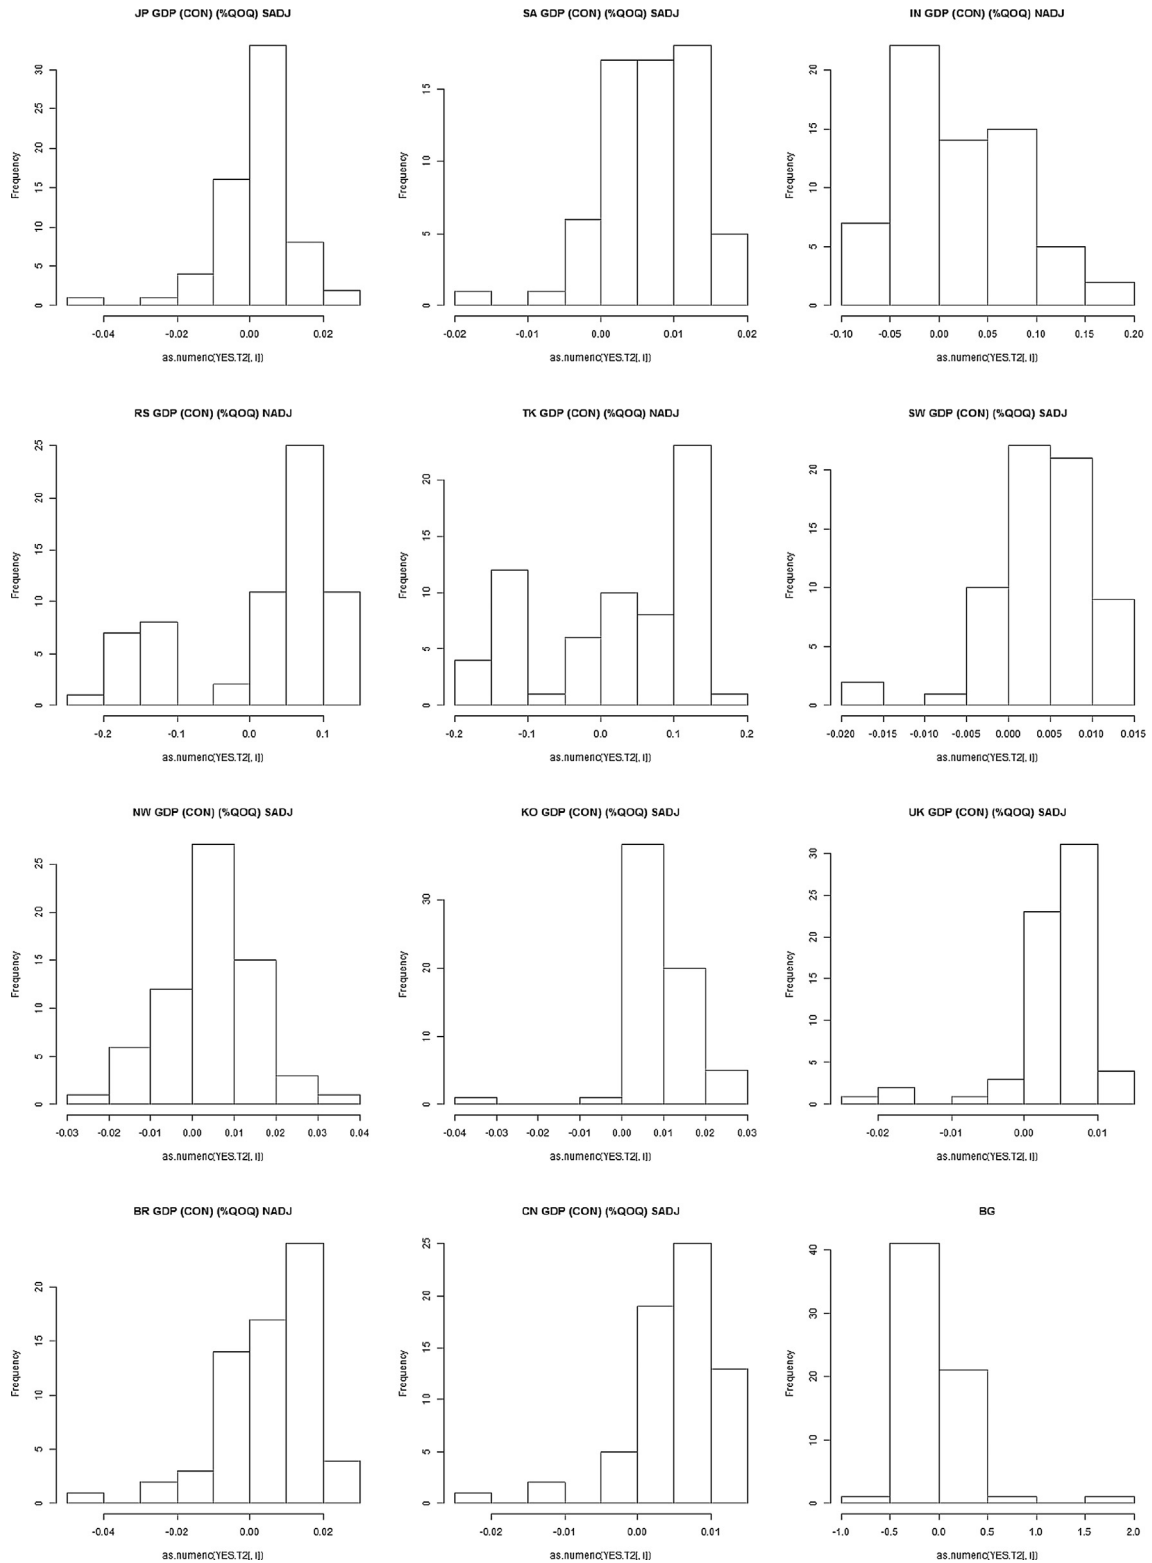 JP GDP (CON) (%QOQ) SADJ
Frequency
30
25
20
15
10
5
0
-0.04 -0.02 0.00 0.02
as.numeric(YES.T2[, i])
SA GDP (CON) (%QOQ) SADJ
Frequency
15
10
5
0
-0.02 -0.01 0.00 0.01 0.02
as.numeric(YES.T2[, i])
IN GDP (CON) (%QOQ) NADJ
Frequency
20
15
10
5
0
-0.10 -0.05 0.00 0.05 0.10 0.15 0.20
as.numeric(YES.T2[, i])
RS GDP (CON) (%QOQ) NADJ
Frequency
25
20
15
10
5
0
-0.2 -0.1 0.0 0.1
as.numeric(YES.T2[, i])
TK GDP (CON) (%QOQ) NADJ
Frequency
20
15
10
5
0
-0.2 -0.1 0.0 0.1 0.2
as.numeric(YES.T2[, i])
SW GDP (CON) (%QOQ) SADJ
Frequency
20
15
10
5
0
-0.020 -0.015 -0.010 -0.005 0.000 0.005 0.010 0.015
as.numeric(YES.T2[, i])
NW GDP (CON) (%QOQ) SADJ
Frequency
25
20
15
10
5
0
-0.03 -0.02 -0.01 0.00 0.01 0.02 0.03 0.04
as.numeric(YES.T2[, i])
KO GDP (CON) (%QOQ) SADJ
Frequency
30
20
10
0
-0.04 -0.03 -0.02 -0.01 0.00 0.01 0.02 0.03
as.numeric(YES.T2[, i])
UK GDP (CON) (%QOQ) SADJ
Frequency
30
25
20
15
10
5
0
-0.02 -0.01 0.00 0.01
as.numeric(YES.T2[, i])
BR GDP (CON) (%QOQ) NADJ
Frequency
20
15
10
5
0
-0.04 -0.02 0.00 0.02
as.numeric(YES.T2[, i])
CN GDP (CON) (%QOQ) SADJ
Frequency
25
20
15
10
5
0
-0.02 -0.01 0.00 0.01
as.numeric(YES.T2[, i])
BG
Frequency
40
30
20
10
0
-1.0 -0.5 0.0 0.5 1.0 1.5 2.0
as.numeric(YES.T2[, i])